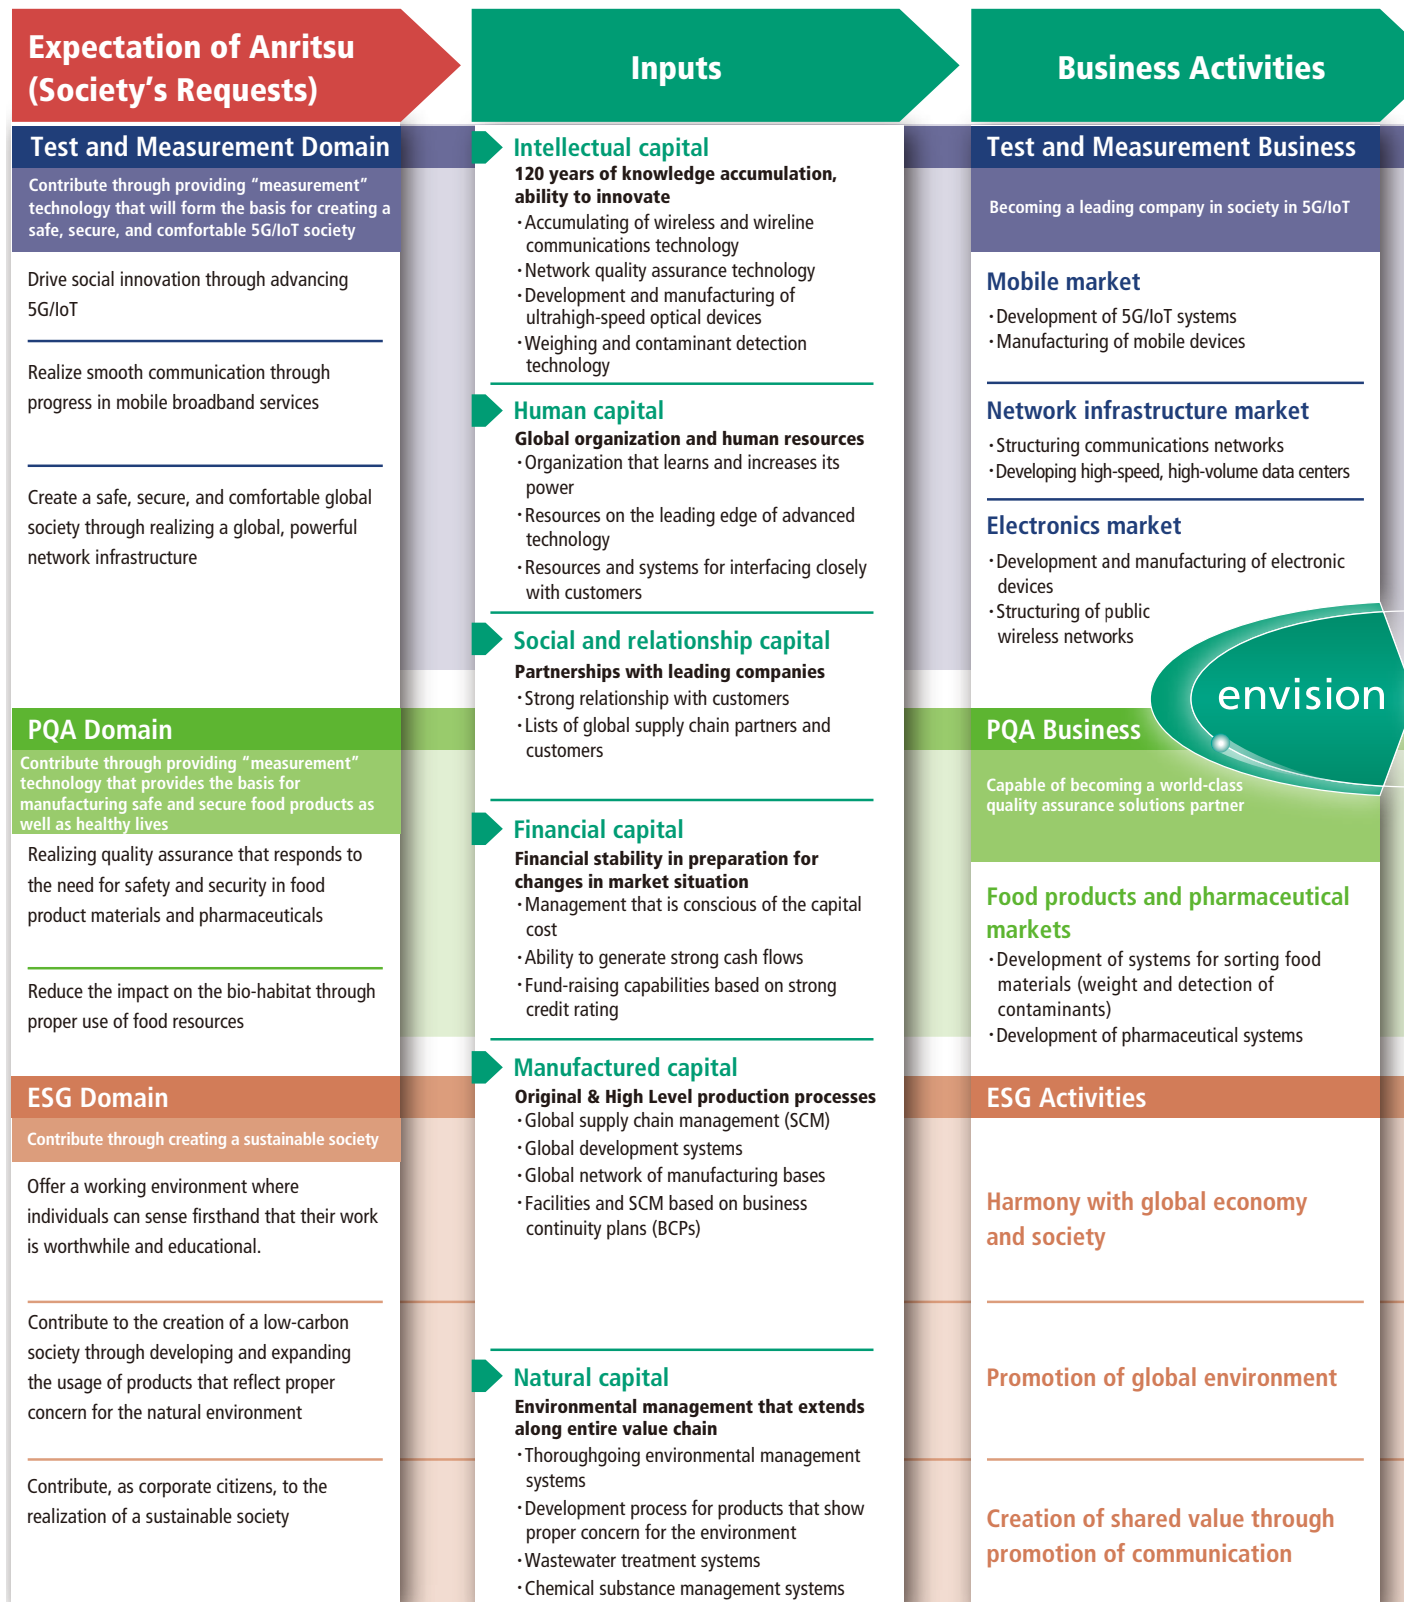 Expectation of Anritsu
(Society's Requests)
Test and Measurement Domain
Contribute through providing “measurement”
technology that will form the basis for creating a
safe, secure, and comfortable 5G/IoT society
Drive social innovation through advancing
5G/IoT
Realize smooth communication through
progress in mobile broadband services
Create a safe, secure, and comfortable global
society through realizing a global, powerful
network infrastructure
PQA Domain
Contribute through providing “measurement”
technology that provides the basis for
manufacturing safe and secure food products as
well as healthy lives
Realizing quality assurance that responds to
the need for safety and security in food
product materials and pharmaceuticals
Reduce the impact on the bio-habitat through
proper use of food resources
ESG Domain
Contribute through creating a sustainable society
Offer a working environment where
individuals can sense firsthand that their work
is worthwhile and educational.
Contribute to the creation of a low-carbon
society through developing and expanding
the usage of products that reflect proper
concern for the natural environment
Contribute, as corporate citizens, to the
realization of a sustainable society
Inputs
Intellectual capital
120 years of knowledge accumulation,
ability to innovate
・Accumulating of wireless and wireline
communications technology
・Network quality assurance technology
・Development and manufacturing of
ultrahigh-speed optical devices
・Weighing and contaminant detection
technology
Human capital
Global organization and human resources
・Organization that learns and increases its
power
・Resources on the leading edge of advanced
technology
・Resources and systems for interfacing closely
with customers
Social and relationship capital
Partnerships with leading companies
・Strong relationship with customers
・Lists of global supply chain partners and
customers
Financial capital
Financial stability in preparation for
changes in market situation
・Management that is conscious of the capital
cost
・Ability to generate strong cash flows
・Fund-raising capabilities based on strong
credit rating
Manufactured capital
Original & High Level production processes
・Global supply chain management (SCM)
・Global development systems
・Global network of manufacturing bases
・Facilities and SCM based on business
continuity plans (BCPs)
Natural capital
Environmental management that extends
along entire value chain
・Thoroughgoing environmental management
systems
・Development process for products that show
proper concern for the environment
・Wastewater treatment systems
・Chemical substance management systems
Business Activities
Test and Measurement Business
Becoming a leading company in society in 5G/IoT
Mobile market
・Development of 5G/IoT systems
・Manufacturing of mobile devices
Network infrastructure market
・Structuring communications networks
・Developing high-speed, high-volume data centers
Electronics market
・Development and manufacturing of electronic
devices
・Structuring of public
wireless networks
envision
PQA Business
Capable of becoming a world-class
quality assurance solutions partner
Food products and pharmaceutical
markets
・Development of systems for sorting food
materials (weight and detection of
contaminants)
・Development of pharmaceutical systems
ESG Activities
Harmony with global economy
and society
Promotion of global environment
Creation of shared value through
promotion of communication